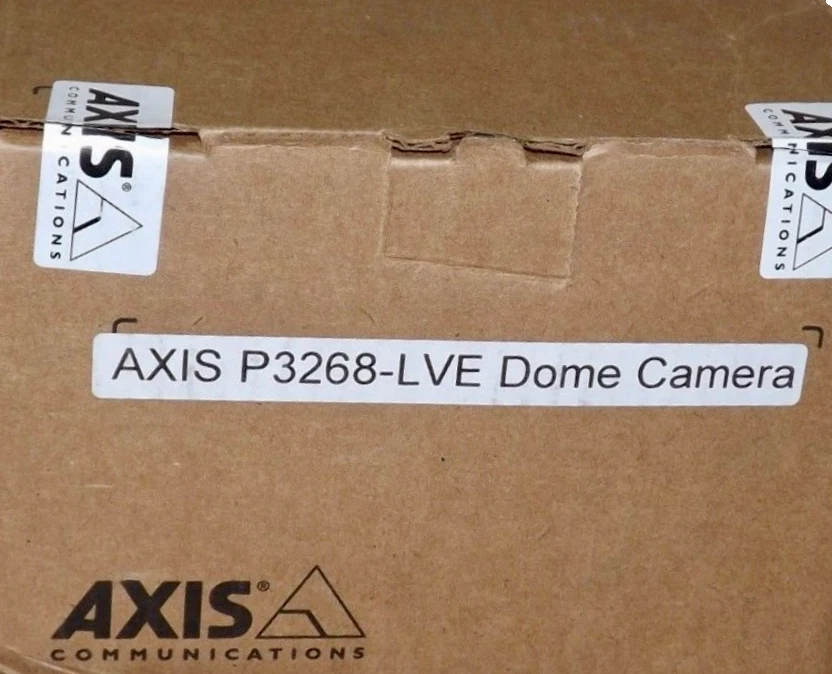 AXIS®
COMMUNICATIONS
AXIS
COMMUNICATIONS
AXIS P3268-LVE Dome Camera
AXIS®
COMMUNICATIONS